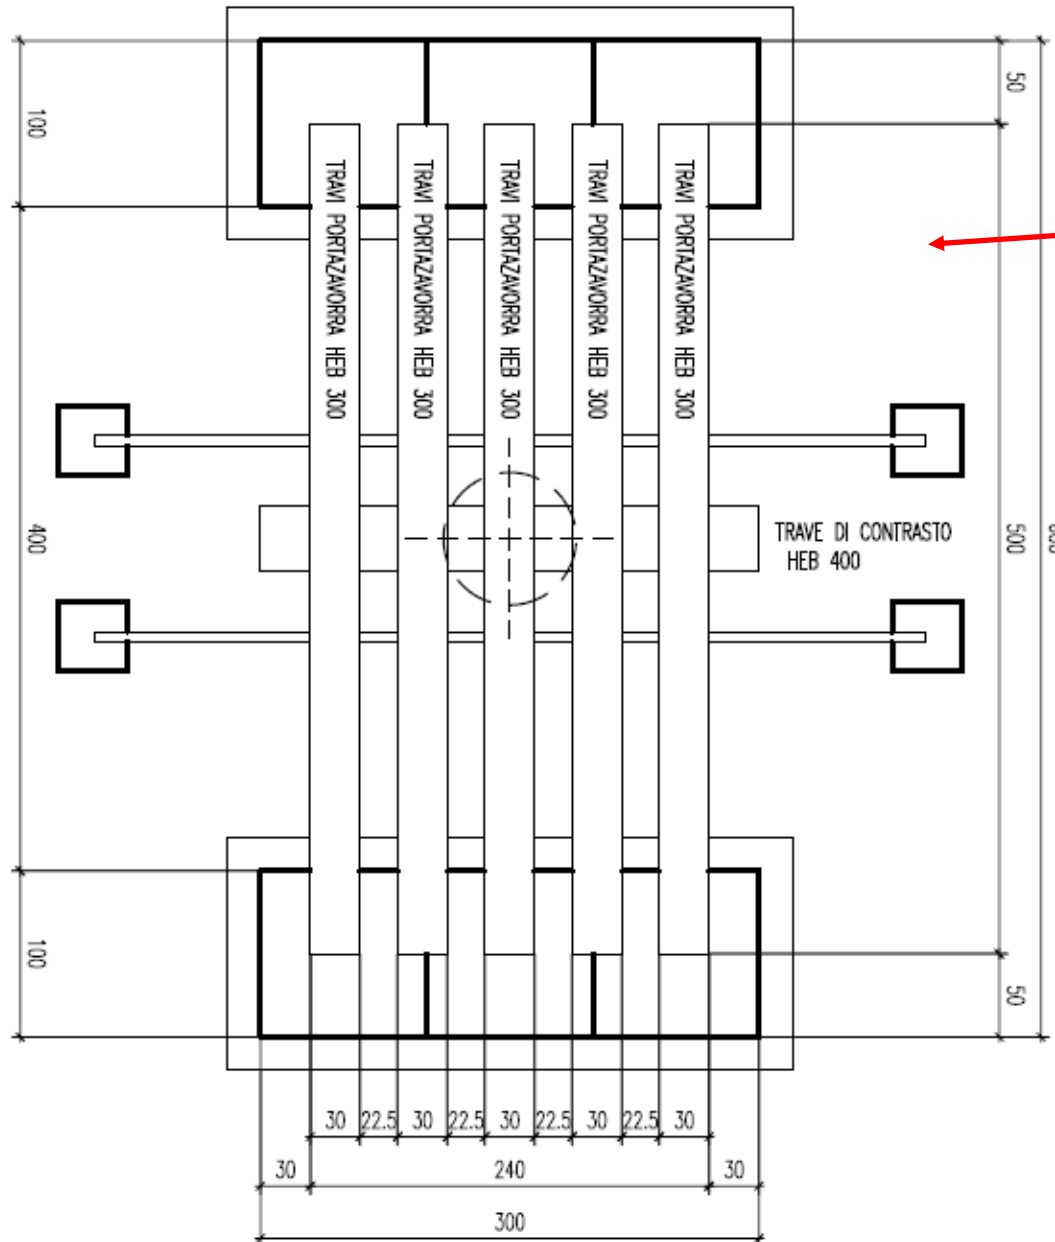 50
100
TRAVI PORTAZAVORRA HEB 300
TRAVI PORTAZAVORRA HEB 300
TRAVI PORTAZAVORRA HEB 300
TRAVI PORTAZAVORRA HEB 300
TRAVI PORTAZAVORRA HEB 300
400
TRAVE DI CONTRASTO
HEB 400
500
100
50
30 22.5 30 22.5 30 22.5 30 22.5 30
30 240 30
300